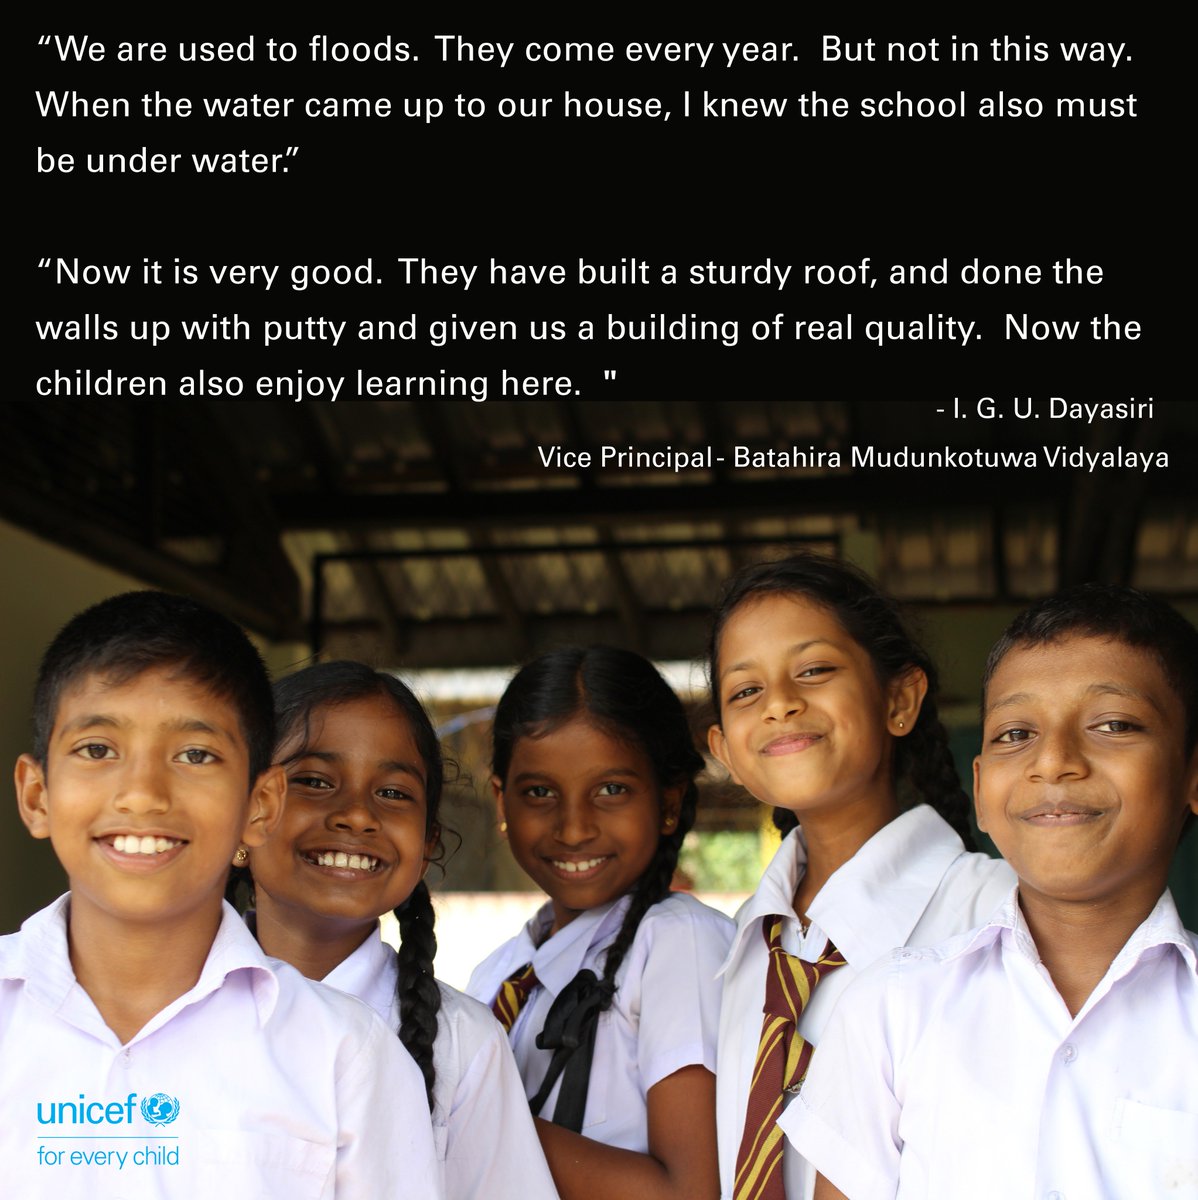 “We are used to floods. They come every year. But not in this way.
When the water came up to our house, I knew the school also must
be under water.”
“Now it is very good. They have built a sturdy roof, and done the
walls up with putty and given us a building of real quality. Now the
children also enjoy learning here. "
- I. G. U. Dayasiri
Vice Principal - Batahira Mudunkotuwa Vidyalaya
unicef
for every child